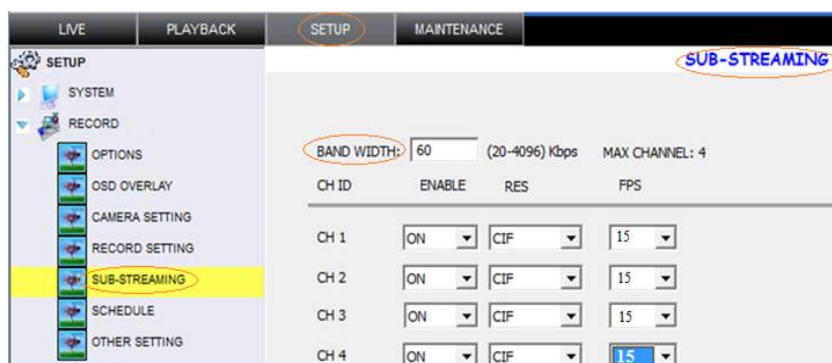 LIVE PLAYBACK SETUP MAINTENANCE
SETUP
SUB-STREAMING
SYSTEM
RECORD
OPTIONS
BAND WIDTH: 60 (20-4096) Kbps MAX CHANNEL: 4
OSD OVERLAY
CH ID ENABLE RES FPS
CAMERA SETTING
CH 1 ON CIF 15
RECORD SETTING
SUB-STREAMING
CH 2 ON CIF 15
SCHEDULE
CH 3 ON CIF 15
OTHER SETTING
CH 4 ON CIF 15